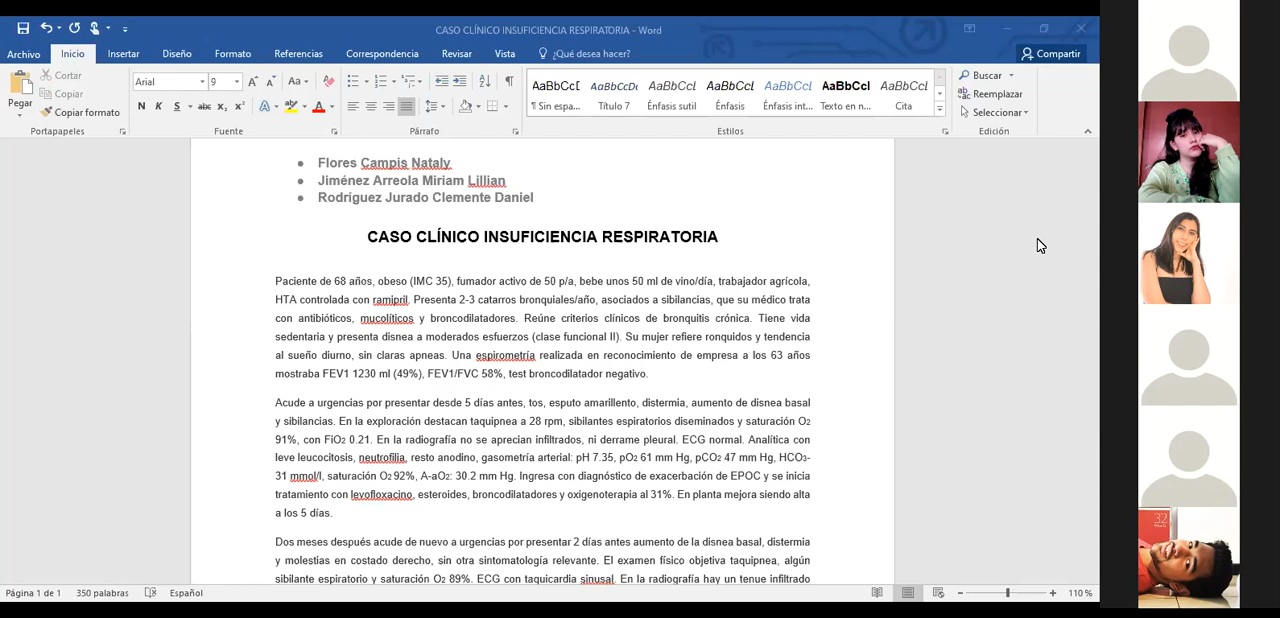 CASO CLÍNICO INSUFICIENCIA RESPIRATORIA - Word
Archivo Inicio Insertar Diseño Formato Referencias Correspondencia Revisar Vista ¿Qué desea hacer? Compartir
Pegar
Cortar
Copiar
Copiar formato
Portapapeles
Arial 9
Aa
N K S abc x₂ x²
Fuente
Párrafo
AaBbCcI AaBbCcDc AaBbCcl AaBbCcl AaBbCcl AaBbCcl AaBbCcl
¶ Sin espa... Título 7 Énfasis sutil Énfasis Énfasis int... Texto en n... Cita
Estilos
Buscar
Reemplazar
Seleccionar
Edición
● Flores Campis Nataly
● Jiménez Arreola Miriam Lillian
● Rodríguez Jurado Clemente Daniel
CASO CLÍNICO INSUFICIENCIA RESPIRATORIA
Paciente de 68 años, obeso (IMC 35), fumador activo de 50 p/a, bebe unos 50 ml de vino/día, trabajador agrícola,
HTA controlada con ramipril. Presenta 2-3 catarros bronquiales/año, asociados a sibilancias, que su médico trata
con antibióticos, mucolíticos y broncodilatadores. Reúne criterios clínicos de bronquitis crónica. Tiene vida
sedentaria y presenta disnea a moderados esfuerzos (clase funcional II). Su mujer refiere ronquidos y tendencia
al sueño diurno, sin claras apneas. Una espirometría realizada en reconocimiento de empresa a los 63 años
mostraba FEV1 1230 ml (49%), FEV1/FVC 58%, test broncodilatador negativo.
Acude a urgencias por presentar desde 5 días antes, tos, esputo amarillento, distermia, aumento de disnea basal
y sibilancias. En la exploración destacan taquipnea a 28 rpm, sibilantes espiratorios diseminados y saturación O₂
91%, con FiO₂ 0.21. En la radiografía no se aprecian infiltrados, ni derrame pleural. ECG normal. Analítica con
leve leucocitosis, neutrofilia, resto anodino, gasometría arterial: pH 7.35, pO₂ 61 mm Hg, pCO₂ 47 mm Hg, HCO₃-
31 mmol/l, saturación O₂ 92%, A-aO₂: 30.2 mm Hg. Ingresa con diagnóstico de exacerbación de EPOC y se inicia
tratamiento con levofloxacino, esteroides, broncodilatadores y oxigenoterapia al 31%. En planta mejora siendo alta
a los 5 días.
Dos meses después acude de nuevo a urgencias por presentar 2 días antes aumento de la disnea basal, distermia
y molestias en costado derecho, sin otra sintomatología relevante. El examen físico objetiva taquipnea, algún
sibilante espiratorio y saturación O₂ 89%. ECG con taquicardia sinusal. En la radiografía hay un tenue infiltrado
Página 1 de 1 350 palabras Español 110 %
32